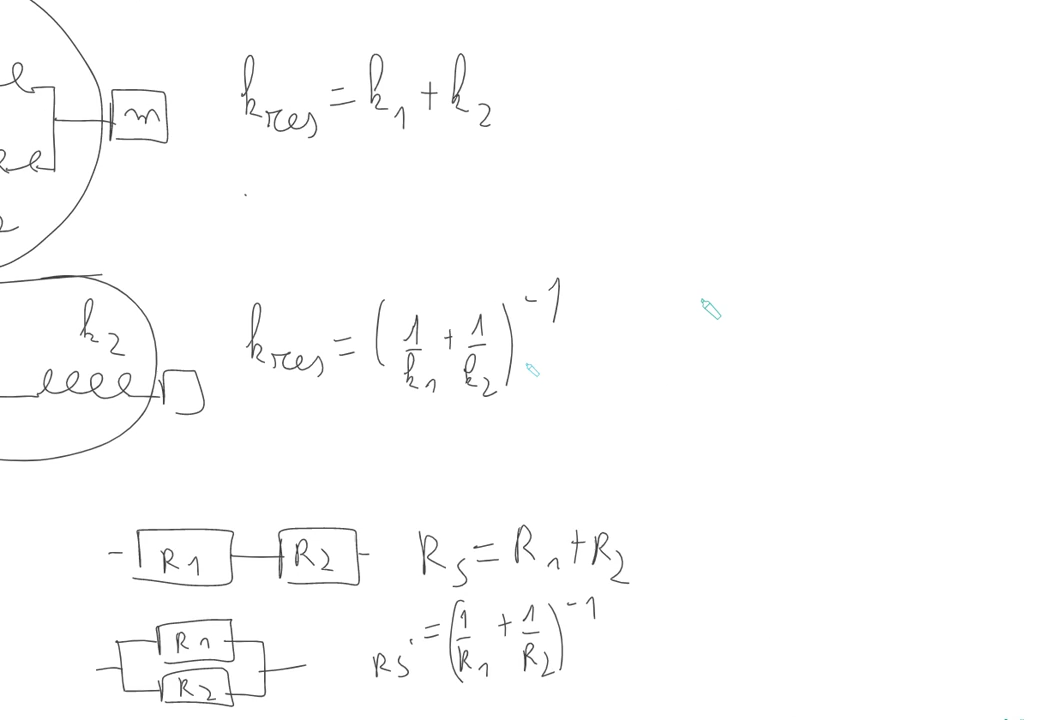 m k_res = k_1 + k_2
k_2
k_res = (1/k_1 + 1/k_2)^-1
R1 R2 R_S = R_1 + R_2
R1 RS' = (1/R_1 + 1/R_2)^-1
R2